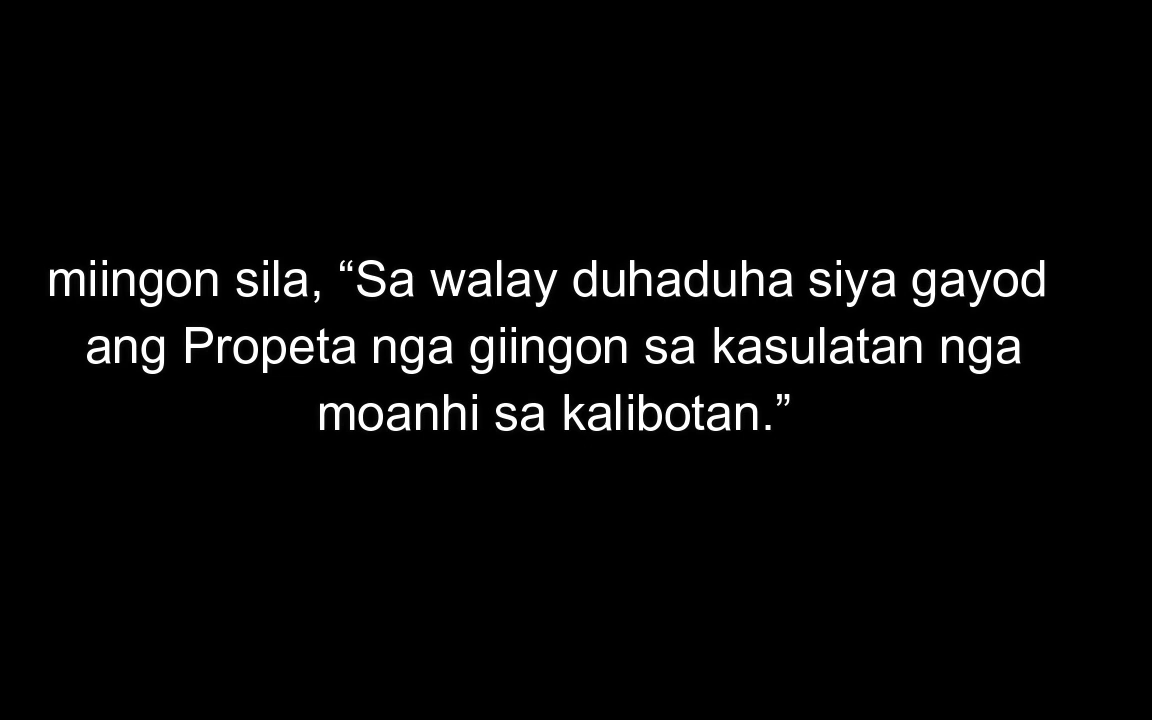 miingon sila, “Sa walay duhaduha siya gayod
ang Propeta nga giingon sa kasulatan nga
moanhi sa kalibotan.”